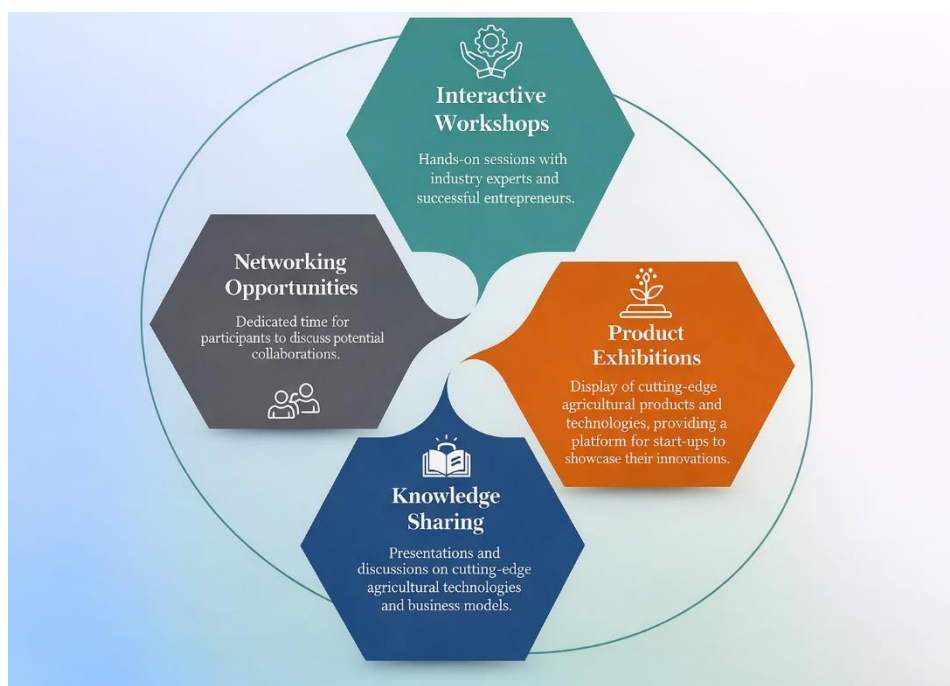 Interactive
Workshops
Hands-on sessions with
industry experts and
successful entrepreneurs.
Networking
Opportunities
Dedicated time for
participants to discuss potential
collaborations.
Product
Exhibitions
Display of cutting-edge
agricultural products and
technologies, providing a
platform for start-ups to
showcase their innovations.
Knowledge
Sharing
Presentations and
discussions on cutting-edge
agricultural technologies
and business models.